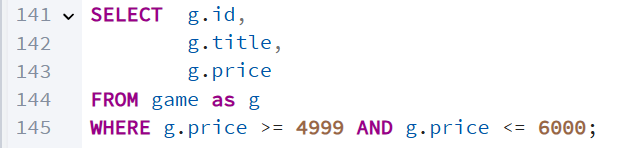 141 SELECT g.id,
142 g.title,
143 g.price
144 FROM game as g
145 WHERE g.price >= 4999 AND g.price <= 6000;